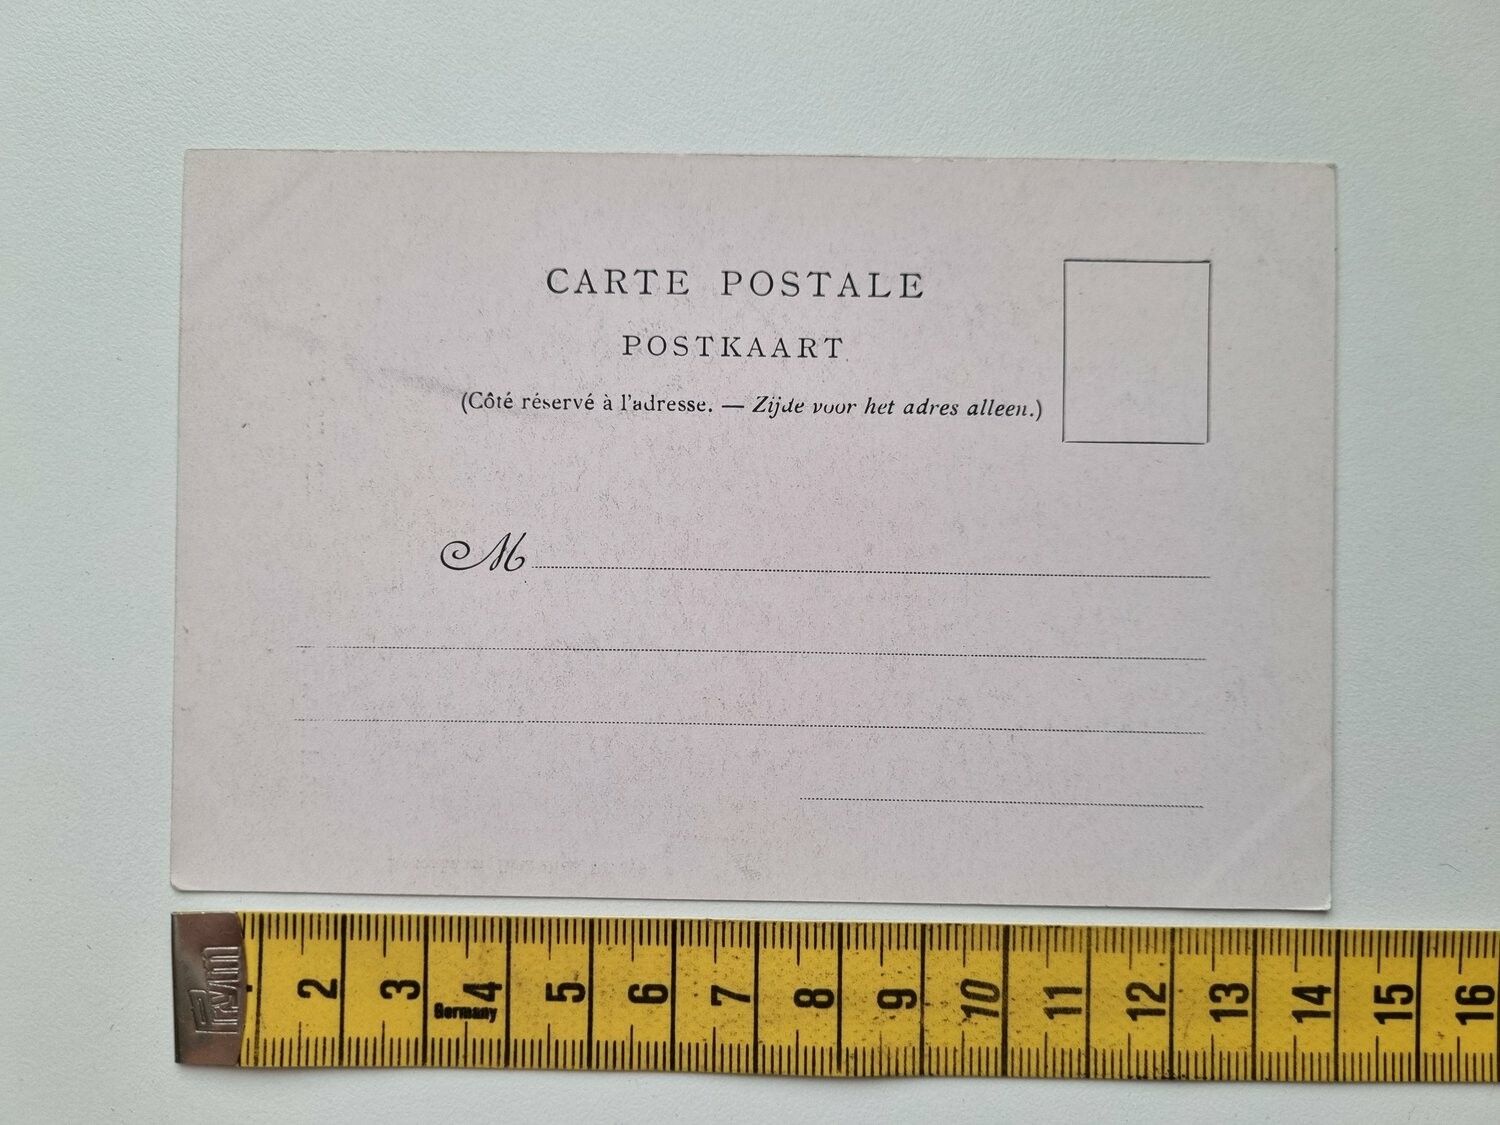 CARTE POSTALE
POSTKAART
(Côté réservé à l'adresse. — Zijde voor het adres alleen.)
M
PRYM
2 3 4 5 6 7 8 9 10 11 12 13 14 15 16
Germany